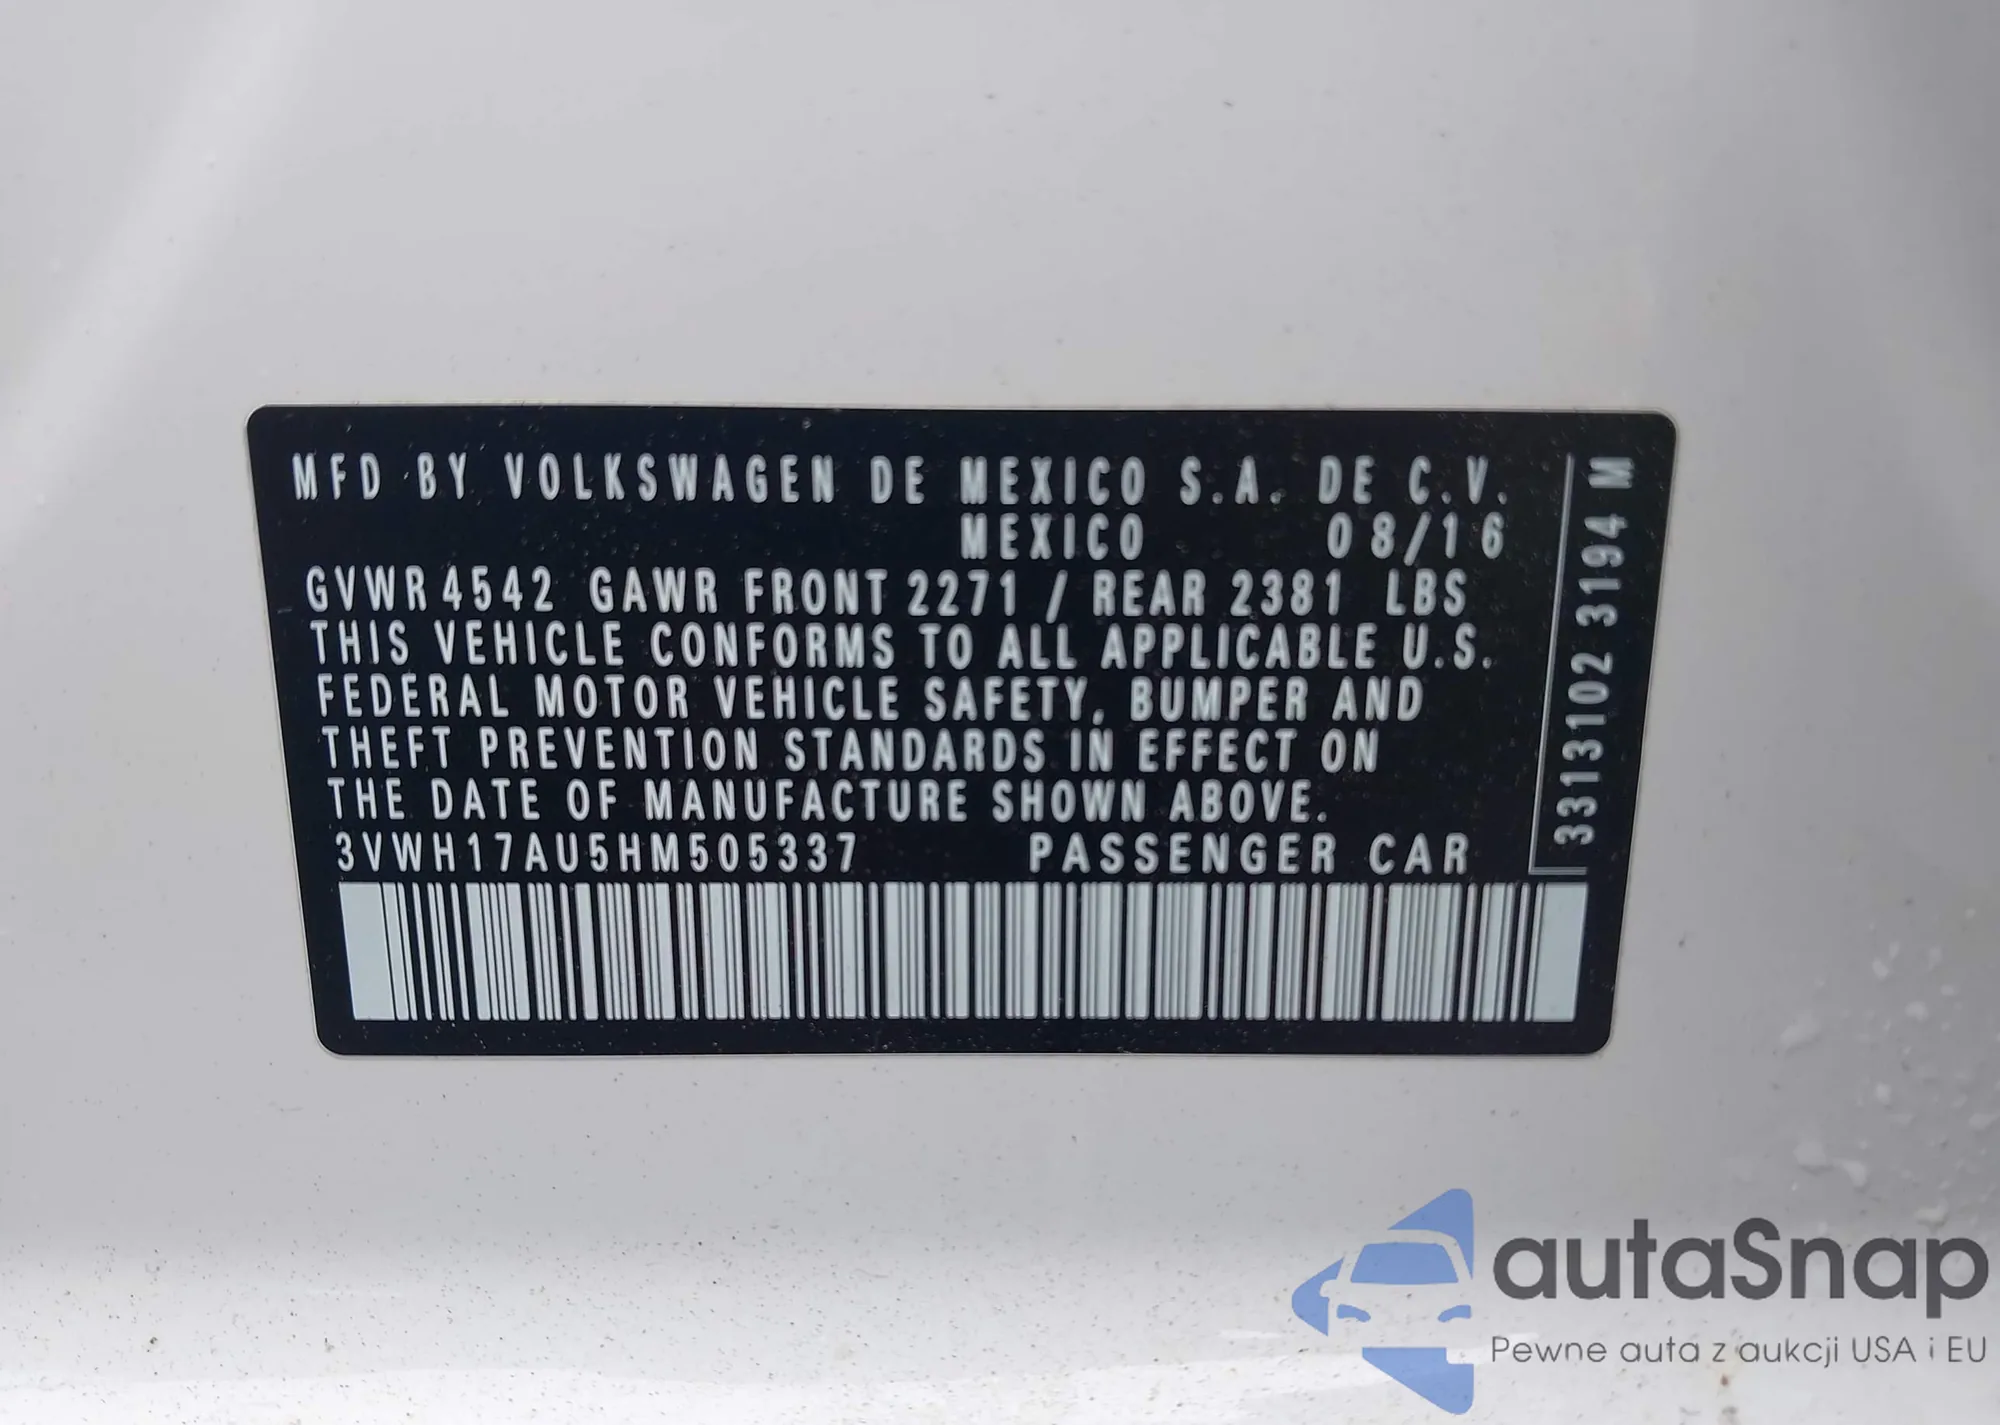 MFD BY VOLKSWAGEN DE MEXICO S.A. DE C.V.
MEXICO 08/16
GVWR 4542 GAWR FRONT 2271 / REAR 2381 LBS
THIS VEHICLE CONFORMS TO ALL APPLICABLE U.S.
FEDERAL MOTOR VEHICLE SAFETY, BUMPER AND
THEFT PREVENTION STANDARDS IN EFFECT ON
THE DATE OF MANUFACTURE SHOWN ABOVE.
3VWH17AU5HM505337 PASSENGER CAR
3313102 3194 M
autaSnap
Pewne auta z aukcji USA i EU